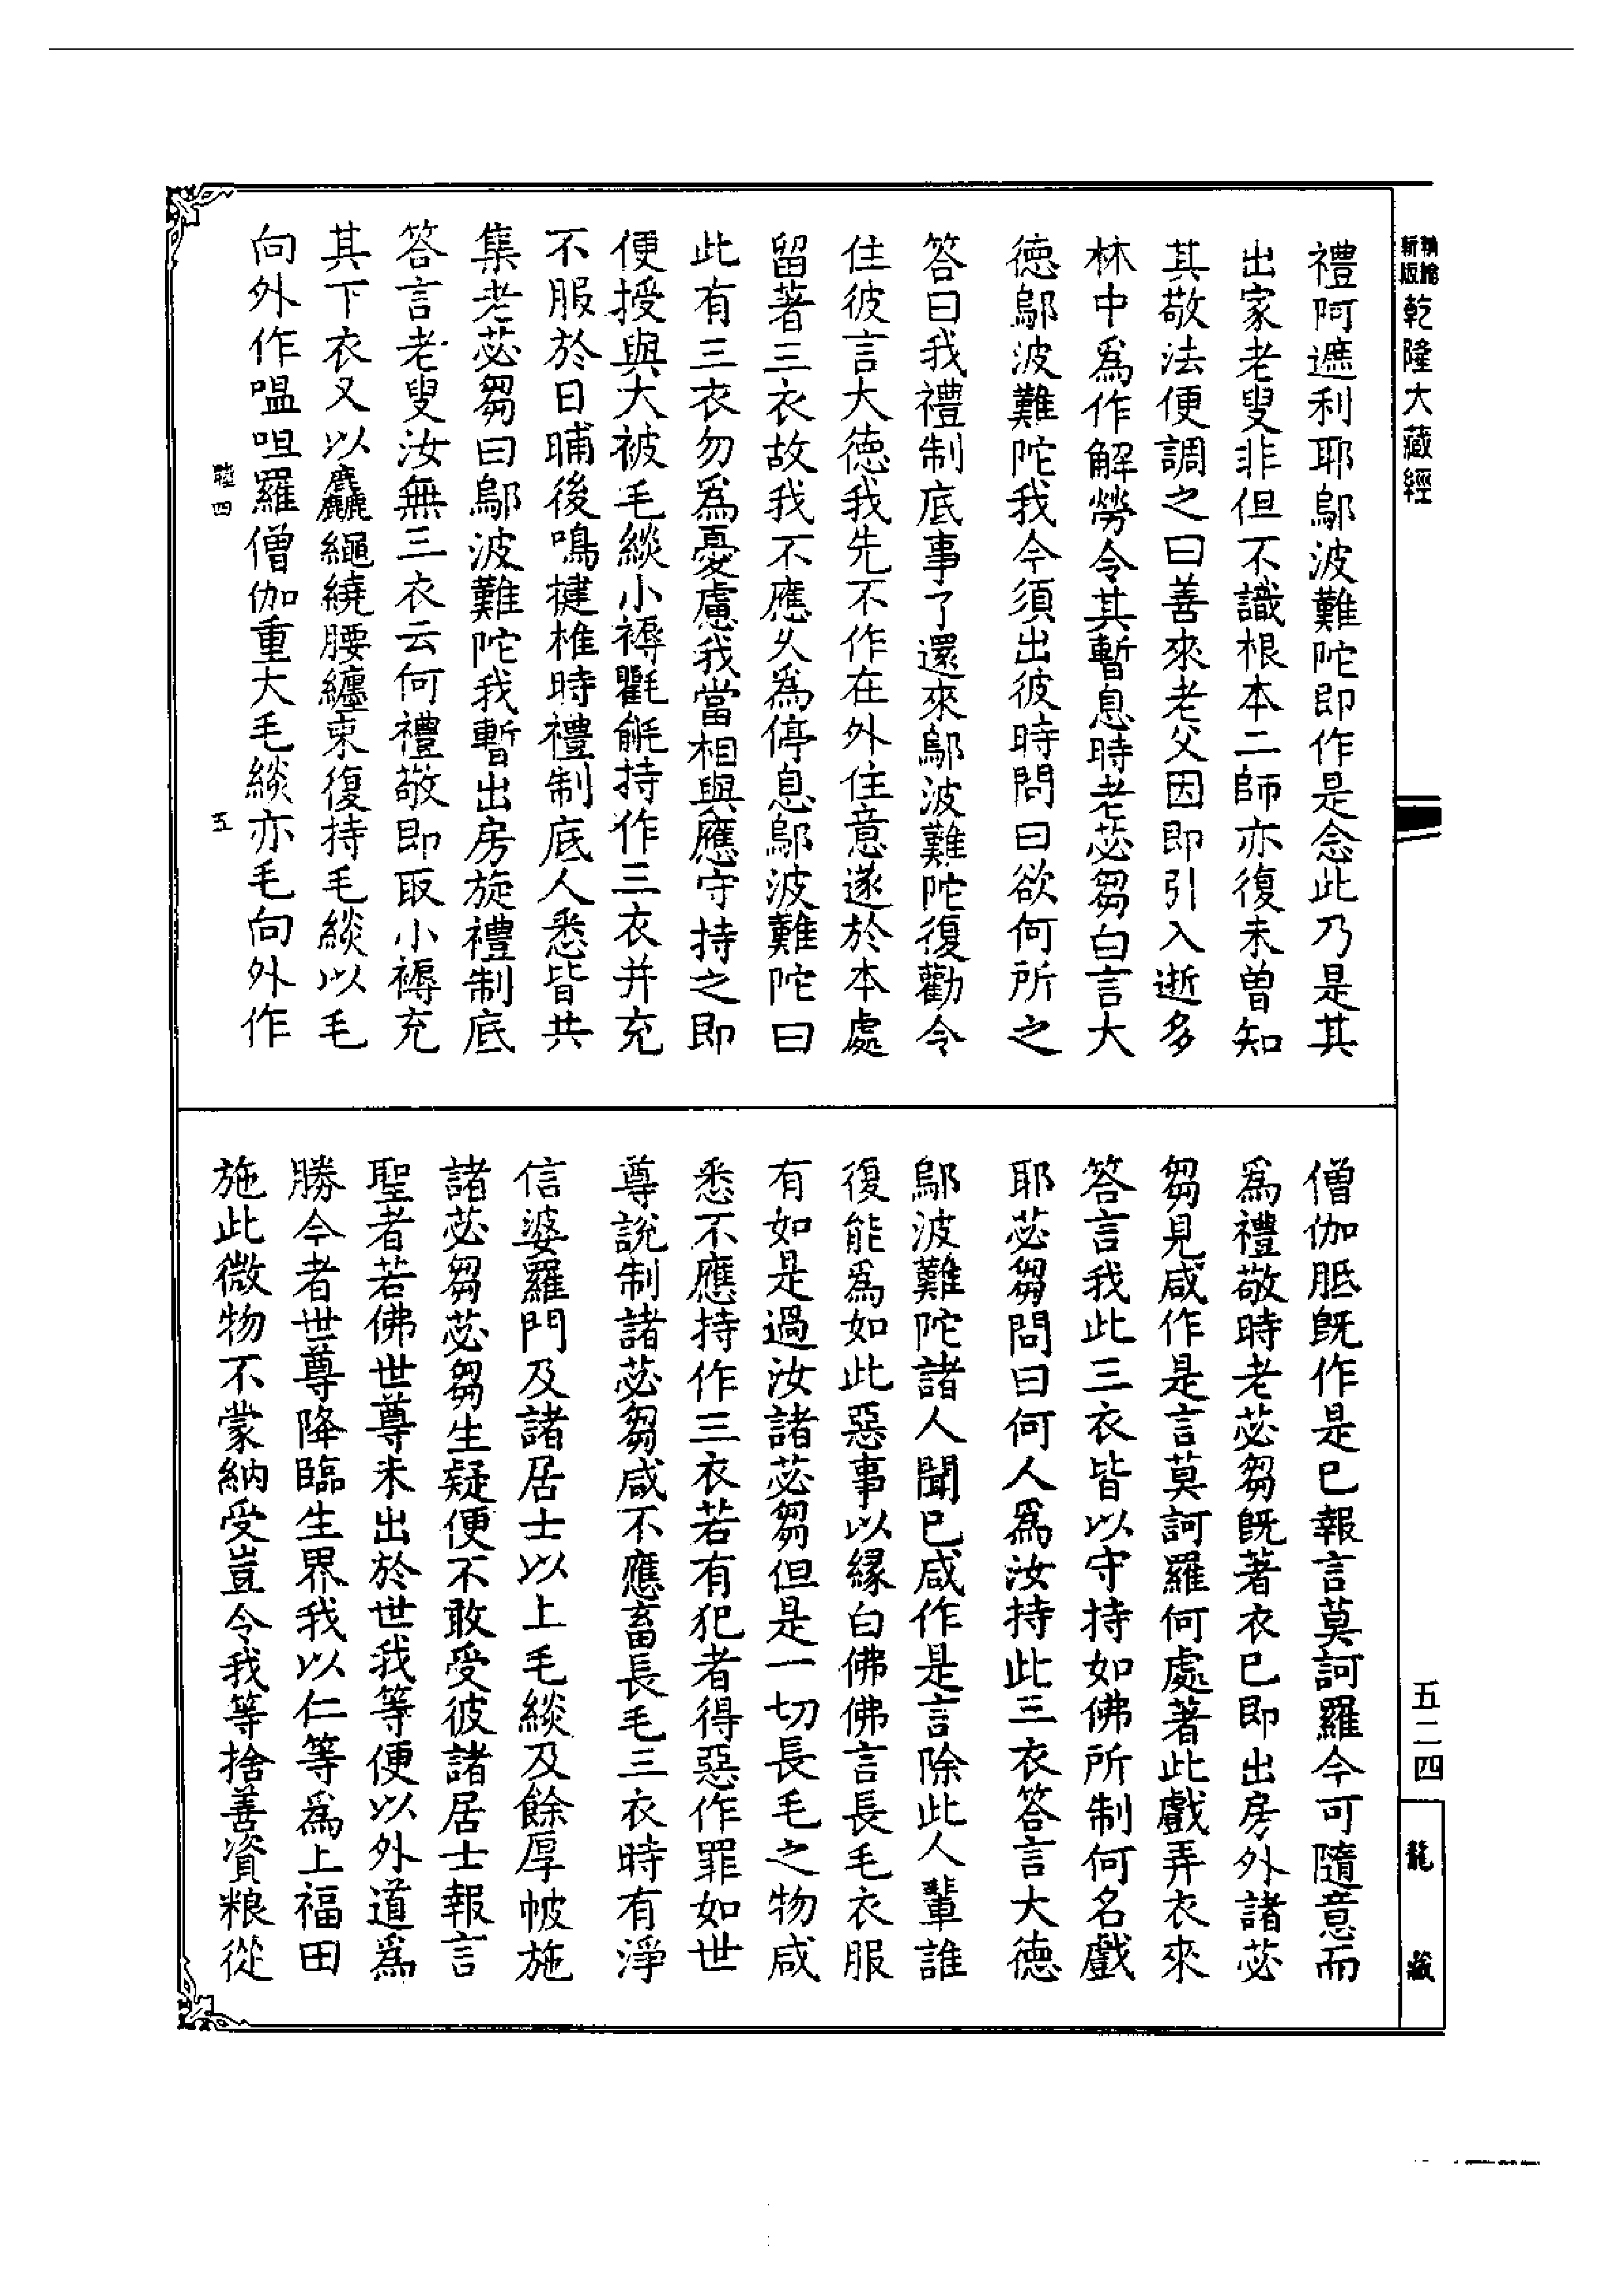 精繪新版乾隆大藏經
禮阿遮利耶鄔波難陀即作是念此乃是其
出家老叟非但不識根本二師亦復未曾知
其敬法便調之曰善來老父因即引入逝多
林中爲作解勞令其暫息時老苾芻白言大
德鄔波難陀我今須出彼時問曰欲何所之
答曰我禮制底事了還來鄔波難陀復勸令
住彼言大德我先不作在外住意遂於本處
留著三衣故我不應久爲停息鄔波難陀曰
此有三衣勿爲憂慮我當相與應守持之即
便授與大被毛緂小褥氍毹持作三衣并充
不服於日晡後鳴揵椎時禮制底人悉皆共
集老苾芻曰鄔波難陀我暫出房旋禮制底
答言老叟汝無三衣云何禮敬即取小褥充
其下衣又以麤繩繞腰纏束復持毛緂以毛
向外作嗢呾羅僧伽重大毛緂亦毛向外作
睦四
五
僧伽胝既作是已報言莫訶羅今可隨意而
爲禮敬時老苾芻既著衣已即出房外諸苾
芻見咸作是言莫訶羅何處著此戲弄衣來
答言我此三衣皆以守持如佛所制何名戲
耶苾芻問曰何人爲汝持此三衣答言大德
鄔波難陀諸人聞已咸作是言除此人輩誰
復能爲如此惡事以緣白佛佛言長毛衣服
有如是過汝諸苾芻但是一切長毛之物咸
悉不應持作三衣若有犯者得惡作罪如世
尊說制諸苾芻咸不應畜長毛三衣時有淨
信婆羅門及諸居士以上毛緂及餘厚帔施
諸苾芻苾芻生疑便不敢受彼諸居士報言
聖者若佛世尊未出於世我等便以外道爲
勝今者世尊降臨生界我以仁等爲上福田
施此微物不蒙納受豈令我等捨善資粮從
五二四
龍藏